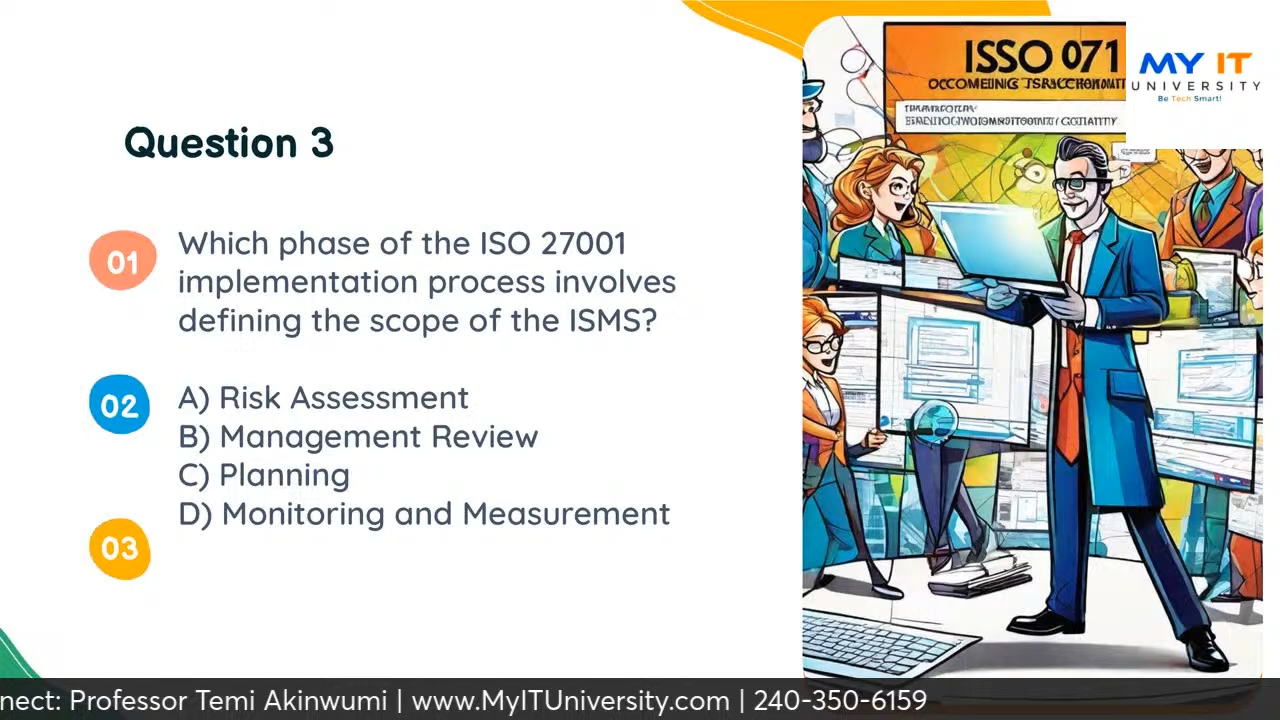 ISSO 071
MY IT
UNIVERSITY
Be Tech Smart!
Question 3
01
Which phase of the ISO 27001
implementation process involves
defining the scope of the ISMS?
02
A) Risk Assessment
B) Management Review
C) Planning
D) Monitoring and Measurement
03
nect: Professor Temi Akinwumi | www.MyITUniversity.com | 240-350-6159